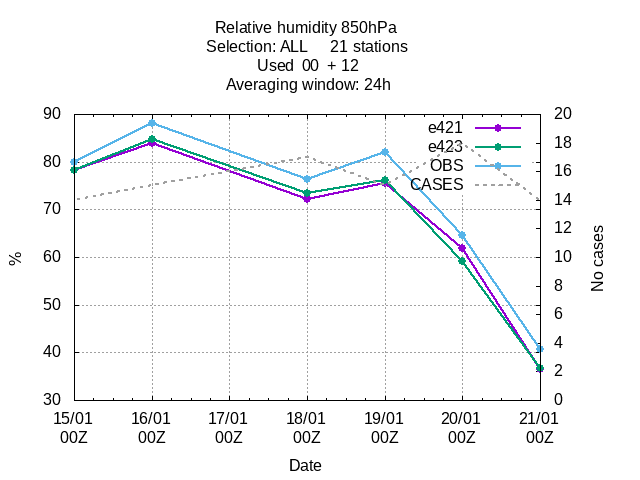 Relative humidity 850hPa
Selection: ALL 21 stations
Used 00 + 12
Averaging window: 24h
90 20
e421
18
e423
80 OBS 16
CASES
70 14
12
60 10
%
No cases
8
50
6
40 4
2
30 0
15/01 16/01 17/01 18/01 19/01 20/01 21/01
00Z 00Z 00Z 00Z 00Z 00Z 00Z
Date